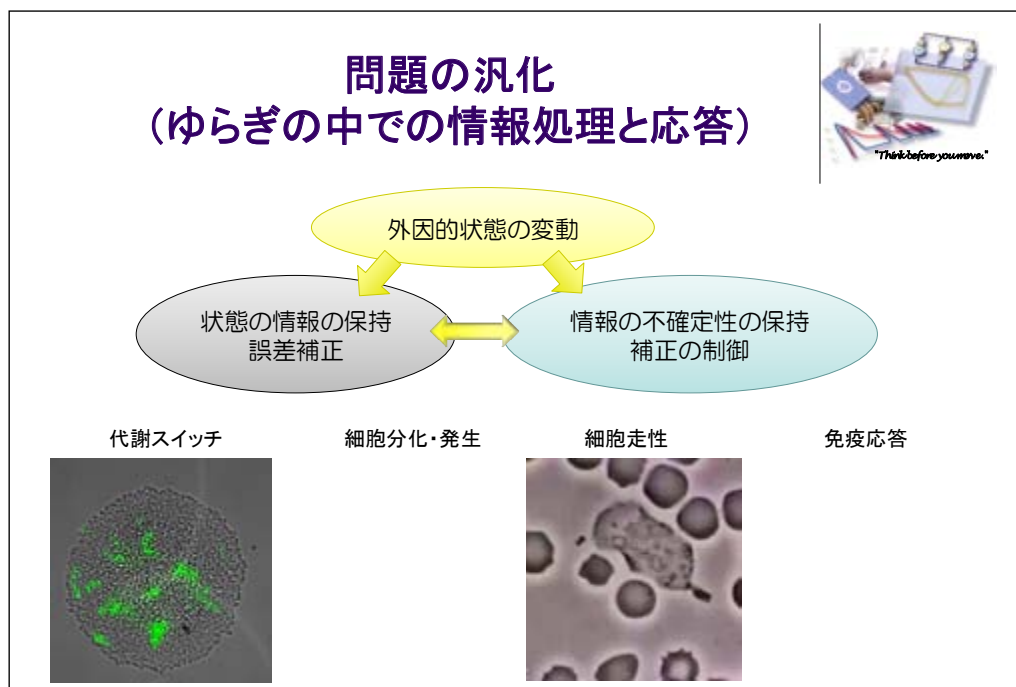 問題の汎化
（ゆらぎの中での情報処理と応答）
"Think before you move."
外因的状態の変動
状態の情報の保持
誤差補正
情報の不確定性の保持
補正の制御
代謝スイッチ
細胞分化・発生
細胞走性
免疫応答